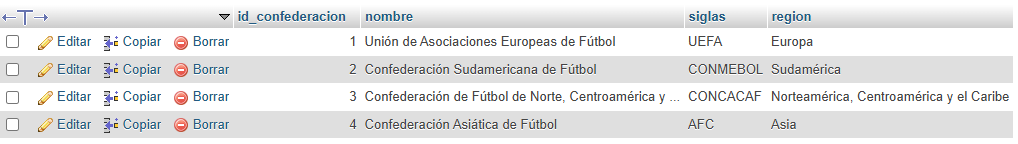 id_confederacion nombre siglas region
Editar Copiar Borrar 1 Unión de Asociaciones Europeas de Fútbol UEFA Europa
Editar Copiar Borrar 2 Confederación Sudamericana de Fútbol CONMEBOL Sudamérica
Editar Copiar Borrar 3 Confederación de Fútbol de Norte, Centroamérica y ... CONCACAF Norteamérica, Centroamérica y el Caribe
Editar Copiar Borrar 4 Confederación Asiática de Fútbol AFC Asia